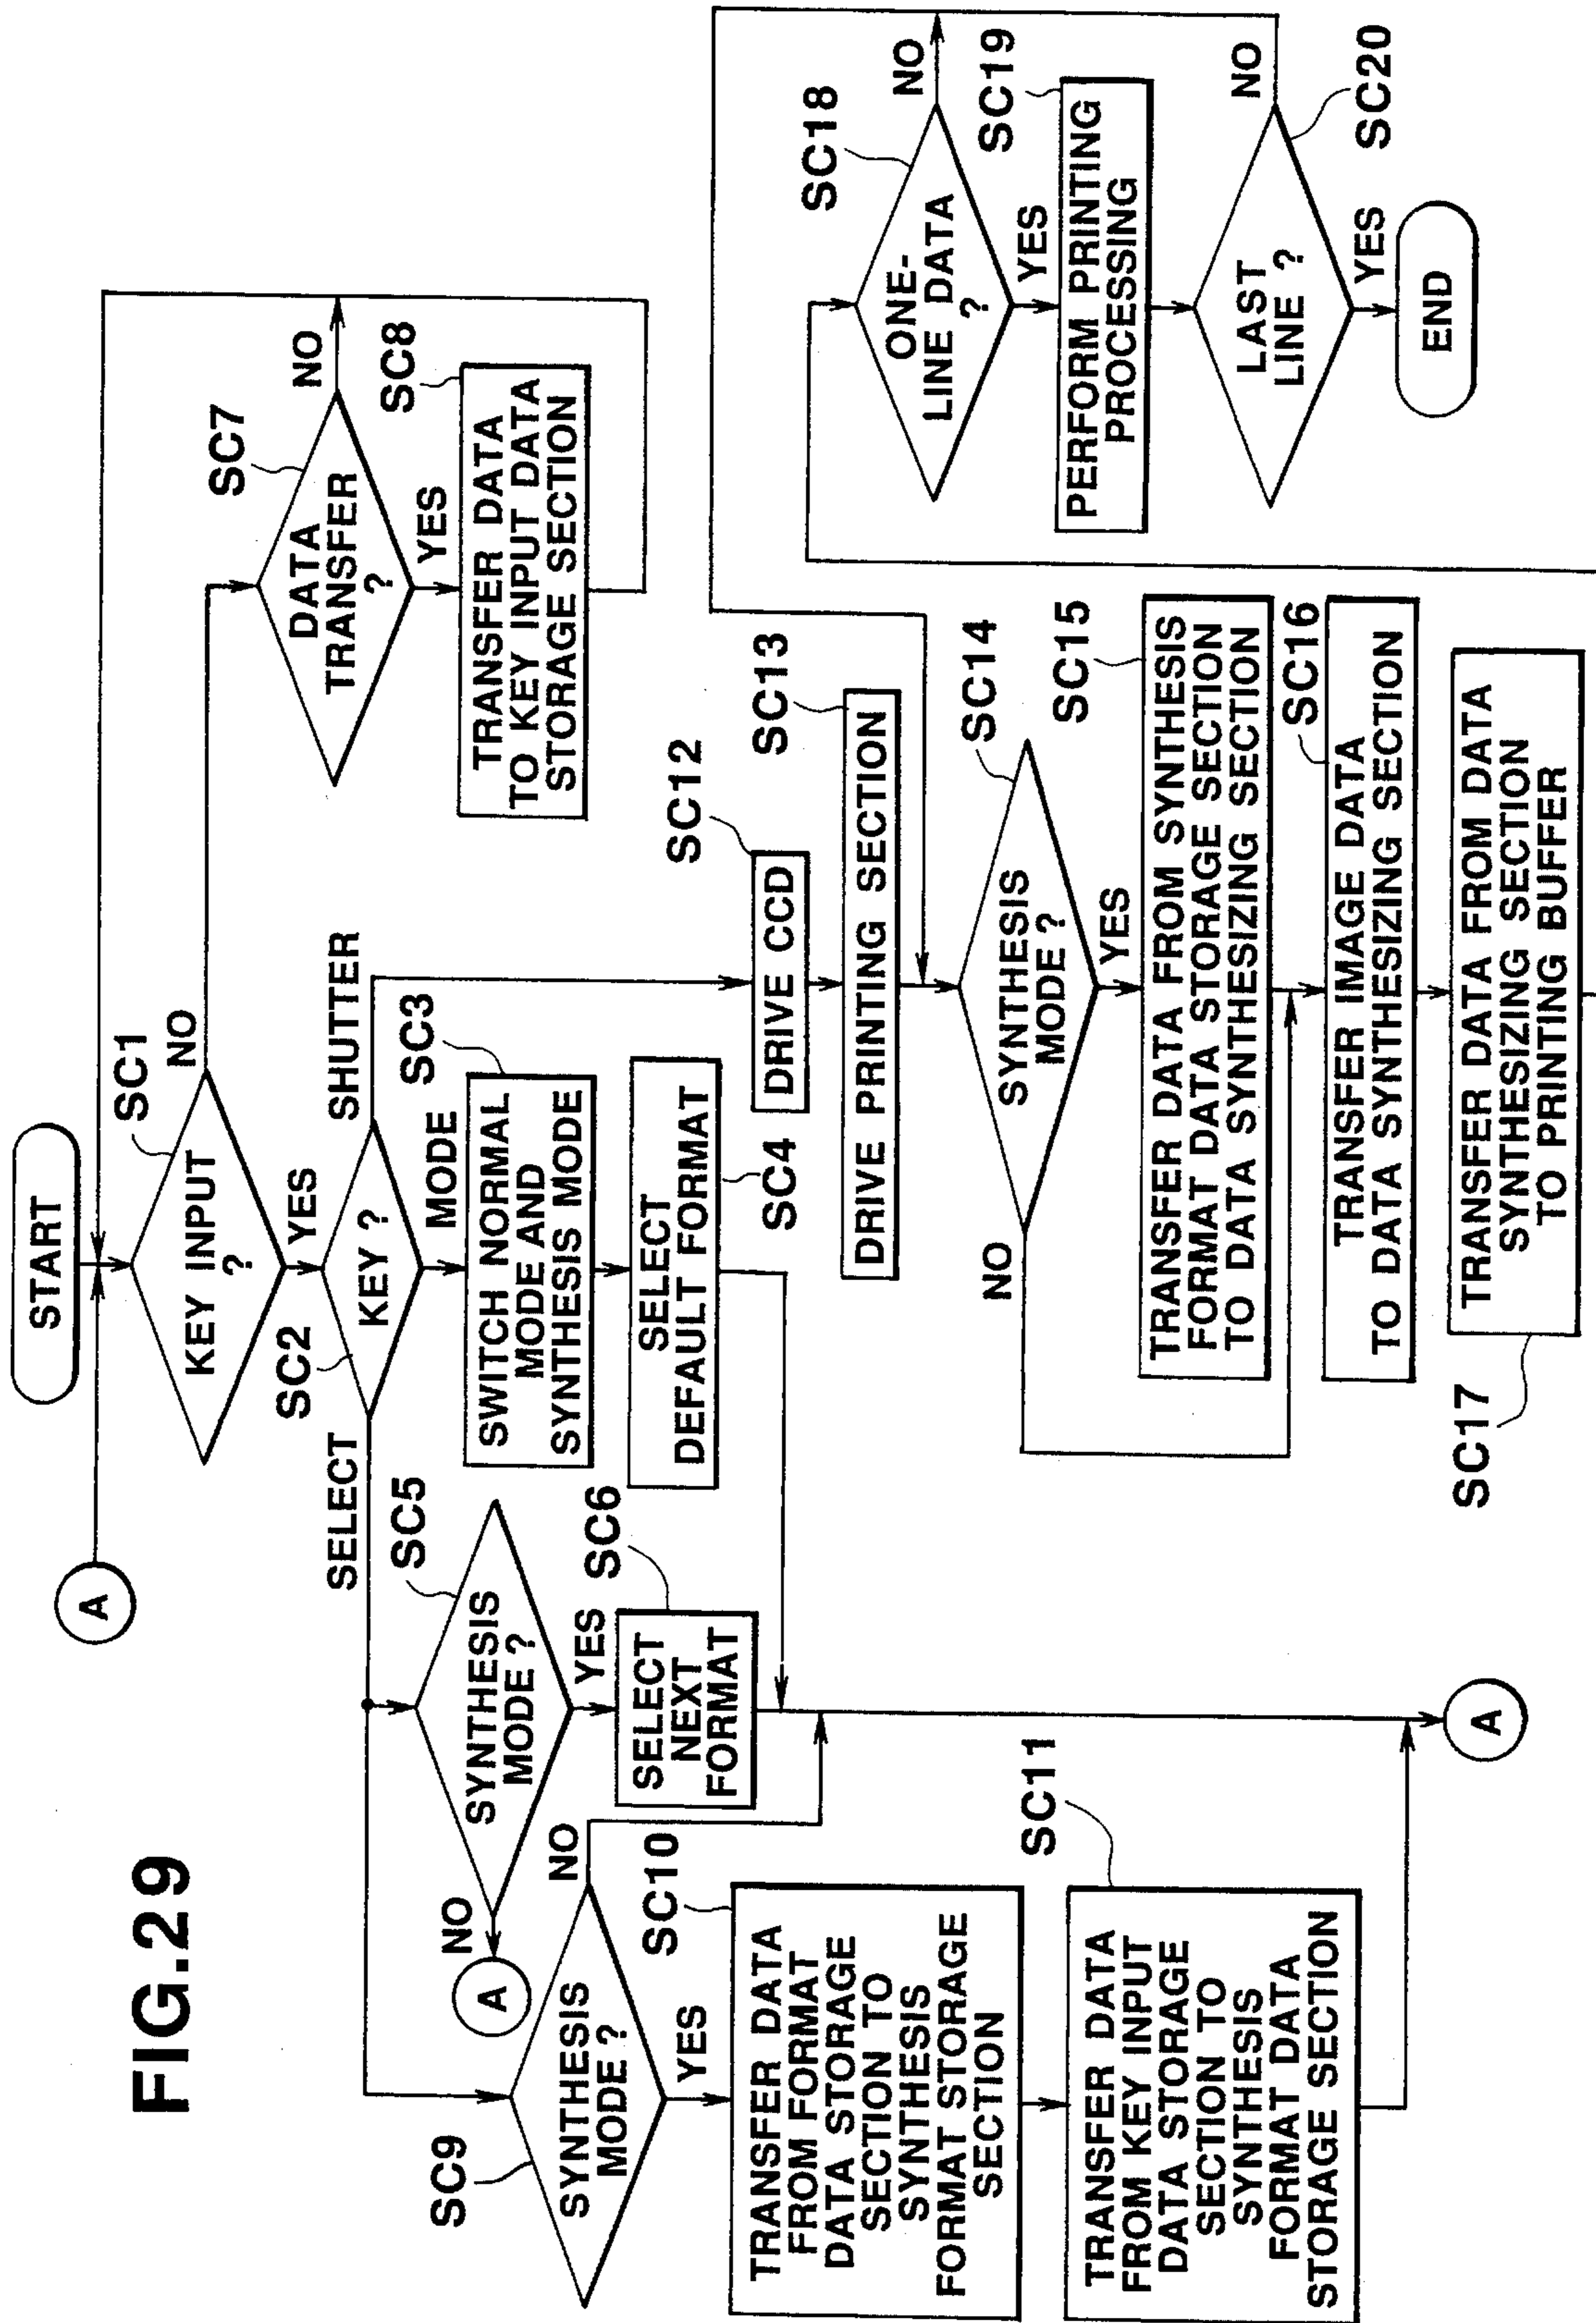 FIG.29
START
A
SC1
KEY INPUT
?
NO
YES
SC2
KEY ?
SELECT
SHUTTER
MODE
SC3
SWITCH NORMAL
MODE AND
SYNTHESIS MODE
SC4
SELECT
DEFAULT FORMAT
SC5
SYNTHESIS
MODE ?
NO
A
YES
SC6
SELECT
NEXT
FORMAT
SC7
DATA
TRANSFER
?
NO
YES
SC8
TRANSFER DATA
TO KEY INPUT DATA
STORAGE SECTION
SC9
SYNTHESIS
MODE ?
NO
YES
SC10
TRANSFER DATA
FROM FORMAT
DATA STORAGE
SECTION TO
SYNTHESIS
FORMAT STORAGE
SECTION
SC11
TRANSFER DATA
FROM KEY INPUT
DATA STORAGE
SECTION TO
SYNTHESIS
FORMAT DATA
STORAGE SECTION
A
SC12
DRIVE CCD
SC13
DRIVE PRINTING SECTION
SC14
SYNTHESIS
MODE ?
NO
YES
SC15
TRANSFER DATA FROM SYNTHESIS
FORMAT DATA STORAGE SECTION
TO DATA SYNTHESIZING SECTION
SC16
TRANSFER IMAGE DATA
TO DATA SYNTHESIZING SECTION
SC17
TRANSFER DATA FROM DATA
SYNTHESIZING SECTION
TO PRINTING BUFFER
SC18
ONE-
LINE DATA
?
NO
YES
SC19
PERFORM PRINTING
PROCESSING
SC20
LAST
LINE ?
NO
YES
END